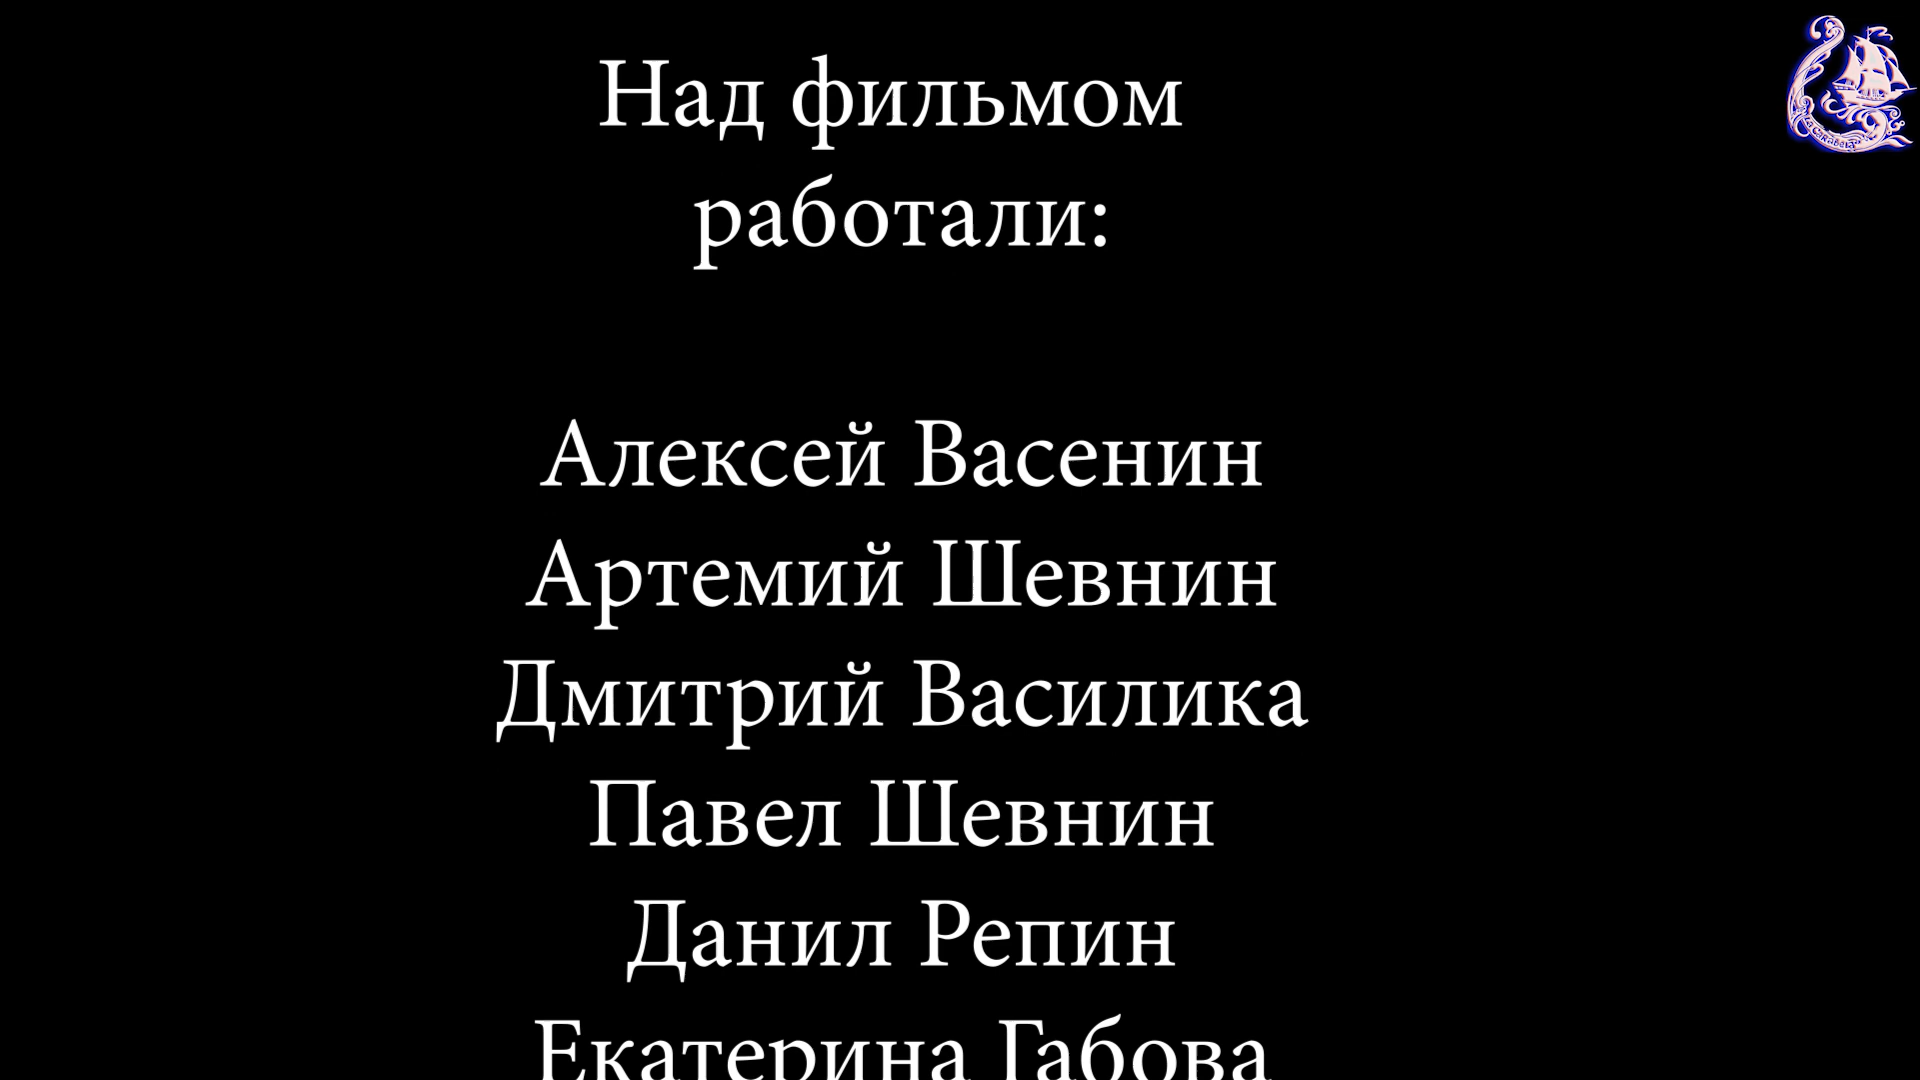 Над фильмом
работали:
Алексей Васенин
Артемий Шевнин
Дмитрий Василика
Павел Шевнин
Данил Репин
Екатерина Габова